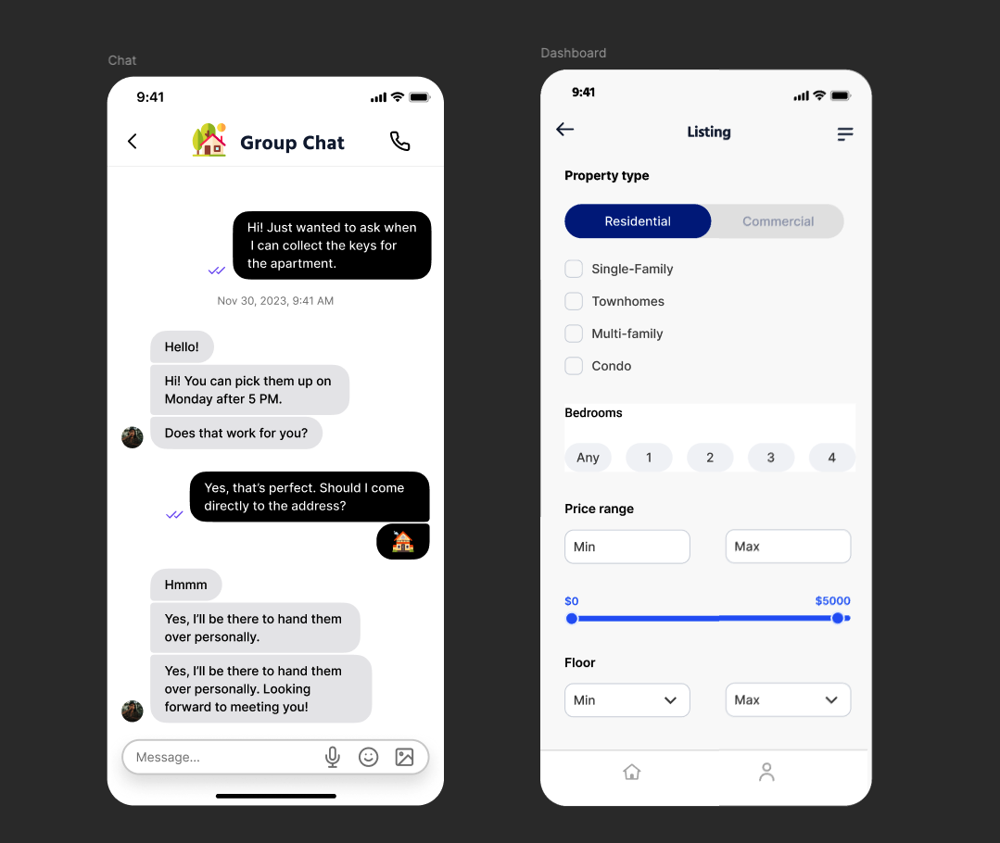 Chat
9:41
Group Chat
Hi! Just wanted to ask when
I can collect the keys for
the apartment.
Nov 30, 2023, 9:41 AM
Hello!
Hi! You can pick them up on
Monday after 5 PM.
Does that work for you?
Yes, that's perfect. Should I come
directly to the address?
Hmmm
Yes, I'll be there to hand them
over personally.
Yes, I'll be there to hand them
over personally. Looking
forward to meeting you!
Message...
Dashboard
9:41
Listing
Property type
Residential Commercial
Single-Family
Townhomes
Multi-family
Condo
Bedrooms
Any 1 2 3 4
Price range
Min Max
$0 $5000
Floor
Min Max